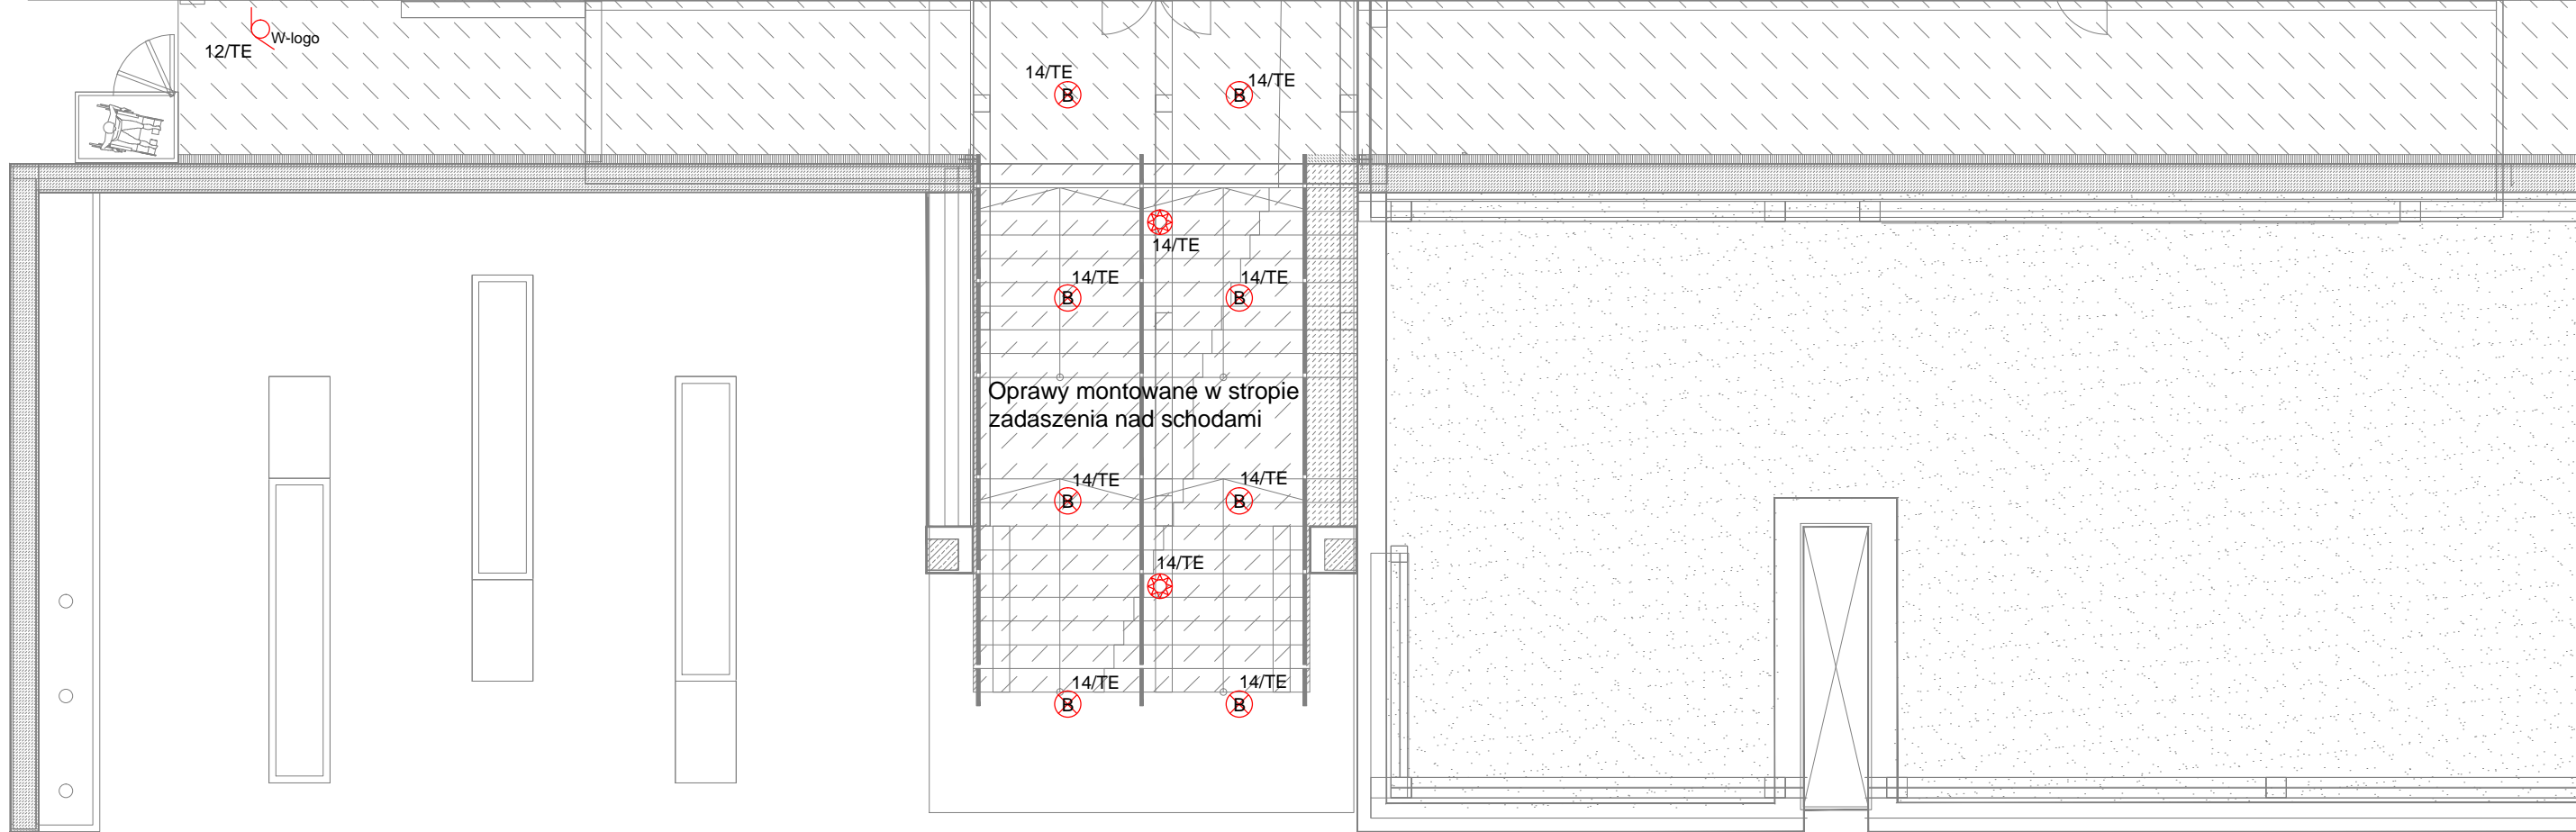 W-logo
12/TE
14/TE
B
14/TE
B
14/TE
14/TE
B
14/TE
B
Oprawy montowane w stropie
zadaszenia nad schodami
14/TE
B
14/TE
B
14/TE
14/TE
B
14/TE
B